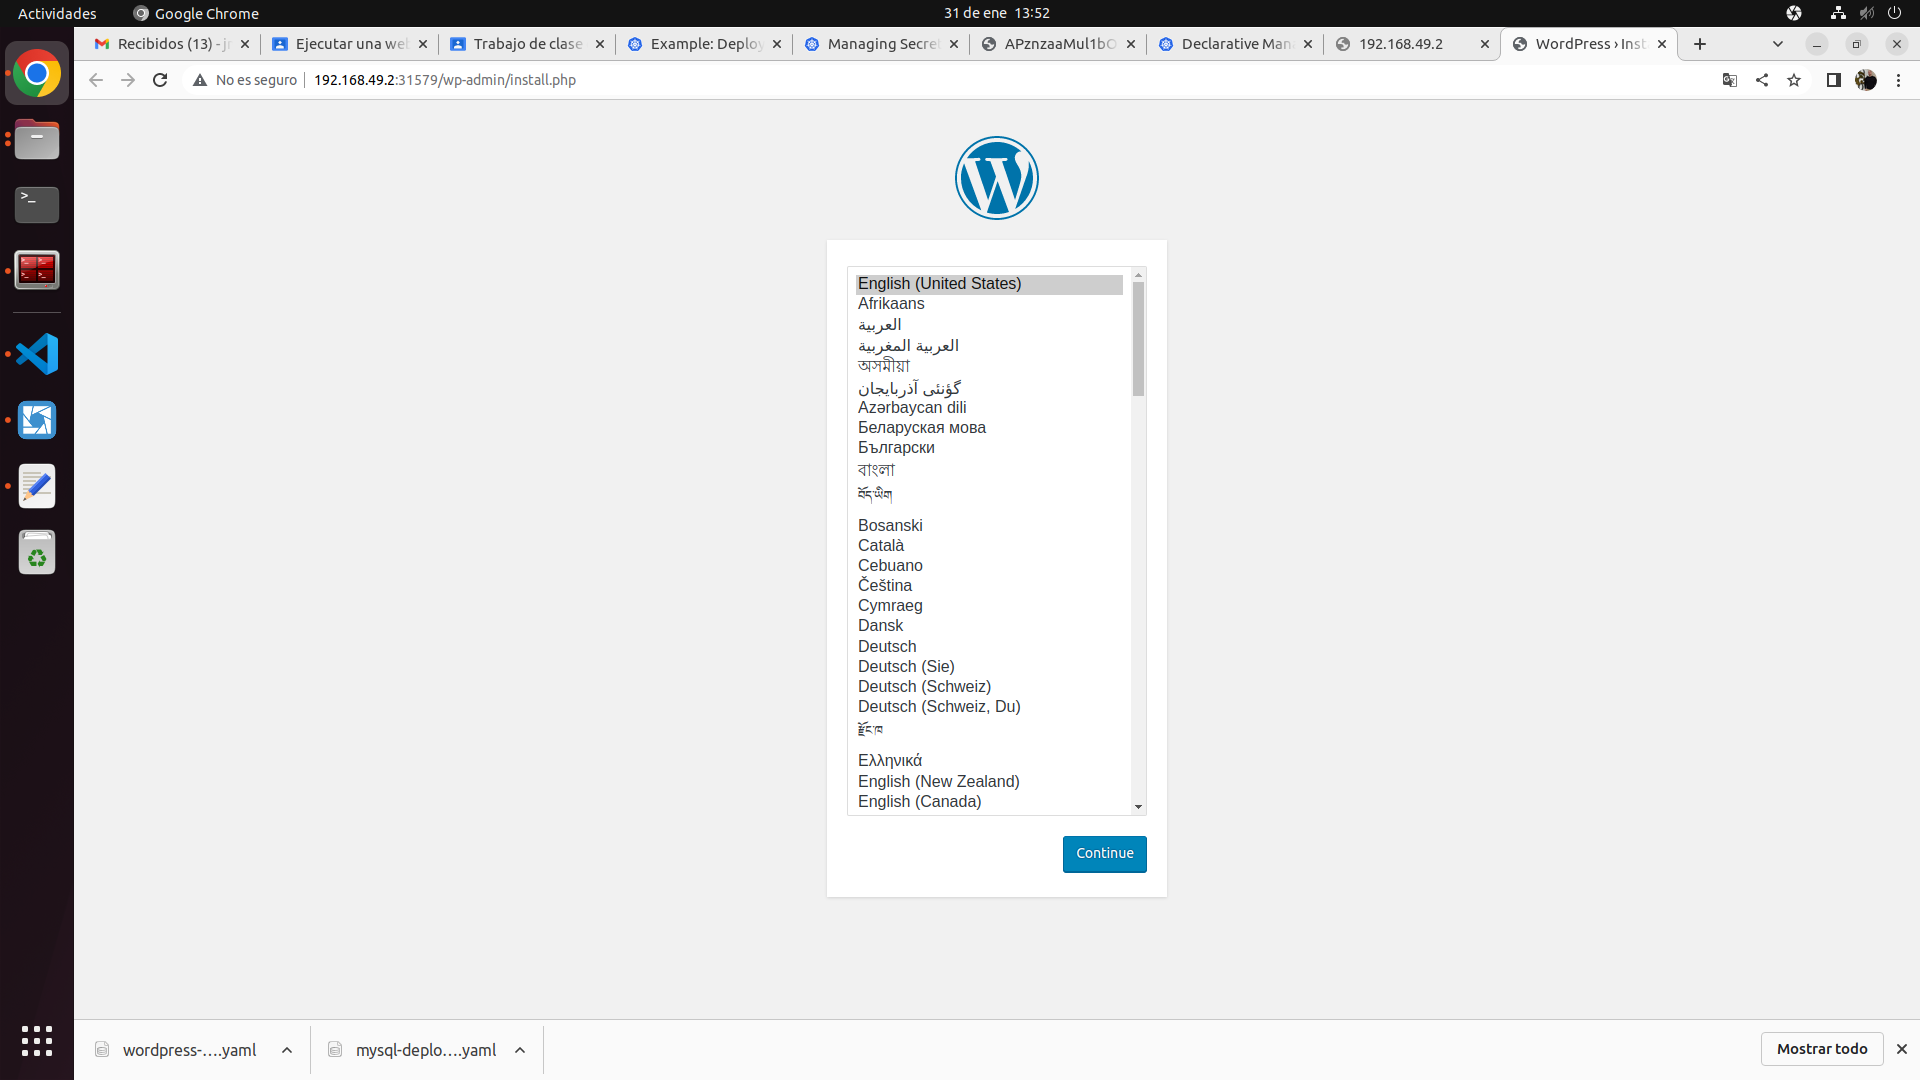 Actividades
Google Chrome
31 de ene 13:52
Recibidos (13) - jr
Ejecutar una web
Trabajo de clase
Example: Deploy
Managing Secret
APznzaaMul1bO
Declarative Mana
192.168.49.2
WordPress › Inst
No es seguro
192.168.49.2:31579/wp-admin/install.php
English (United States)
Afrikaans
العربية
العربية المغربية
অসমীয়া
گؤنئی آذربایجان
Azərbaycan dili
Беларуская мова
Български
বাংলা
བོད་ཡིག
Bosanski
Català
Cebuano
Čeština
Cymraeg
Dansk
Deutsch
Deutsch (Sie)
Deutsch (Schweiz)
Deutsch (Schweiz, Du)
རྫོང་ཁ
Ελληνικά
English (New Zealand)
English (Canada)
Continue
wordpress-....yaml
mysql-deplo....yaml
Mostrar todo